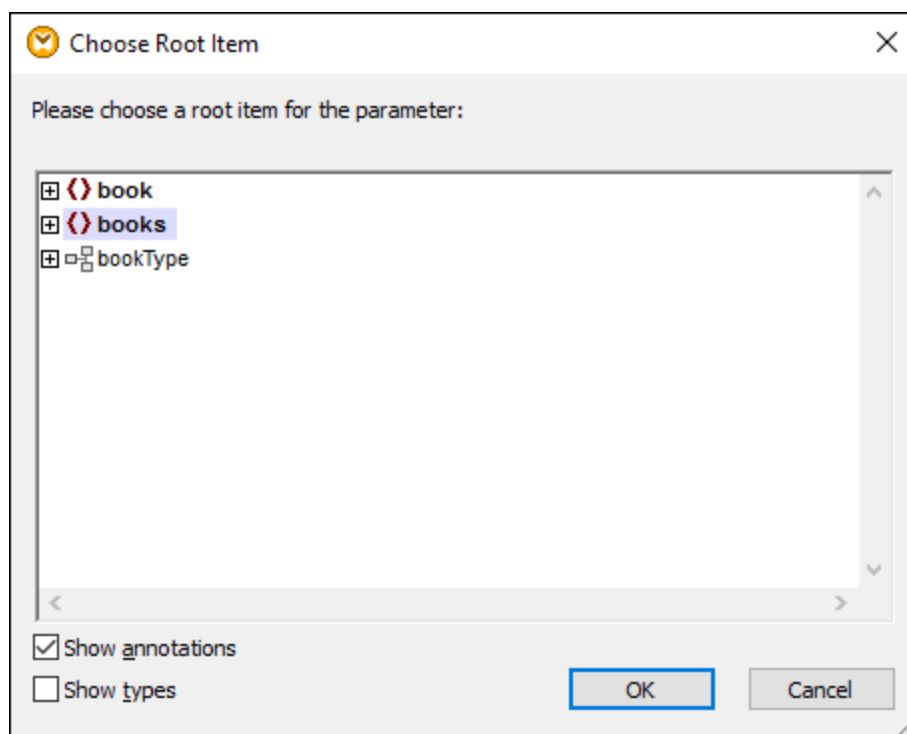 Choose Root Item
Please choose a root item for the parameter:
book
books
bookType
Show annotations
Show types
OK
Cancel